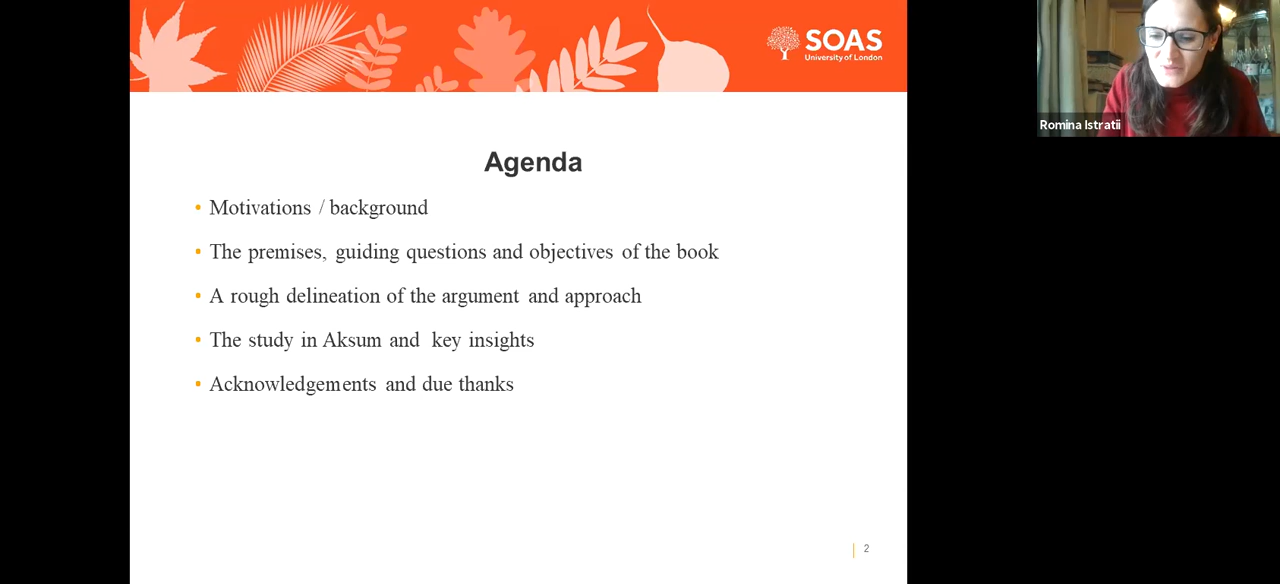 SOAS
University of London
Romina Istratii
Agenda
• Motivations / background
• The premises, guiding questions and objectives of the book
• A rough delineation of the argument and approach
• The study in Aksum and key insights
• Acknowledgements and due thanks
2